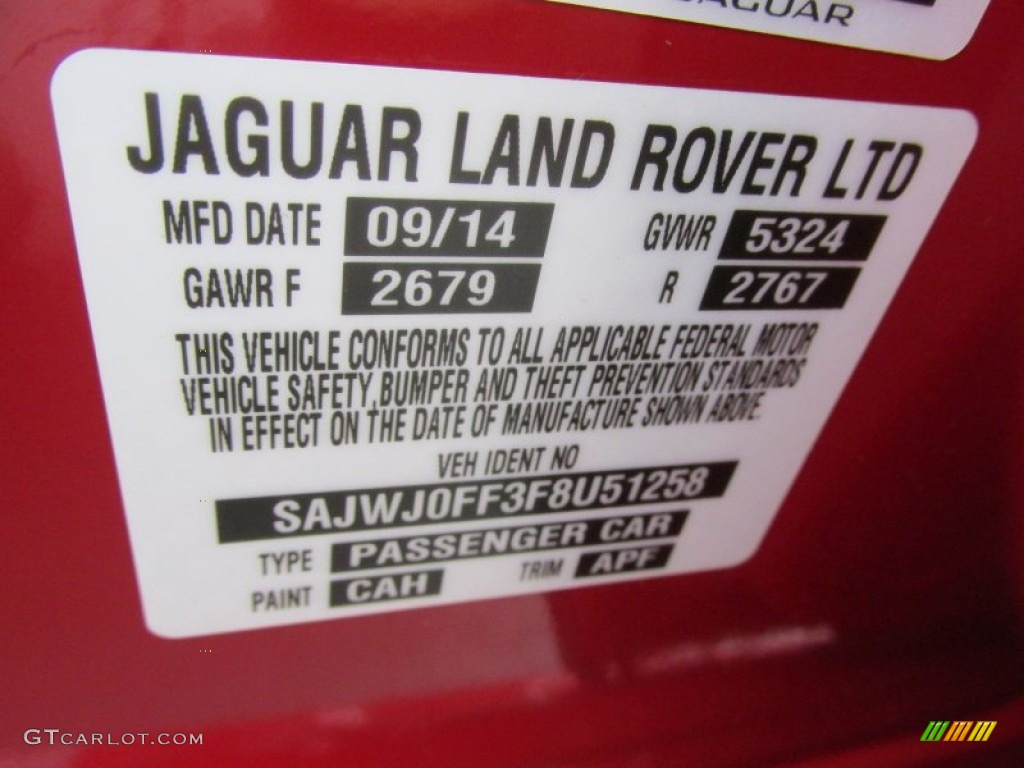 JAGUAR
JAGUAR LAND ROVER LTD
MFD DATE 09/14 GVWR 5324
GAWR F 2679 R 2767
THIS VEHICLE CONFORMS TO ALL APPLICABLE FEDERAL MOTOR
VEHICLE SAFETY, BUMPER AND THEFT PREVENTION STANDARDS
IN EFFECT ON THE DATE OF MANUFACTURE SHOWN ABOVE.
VEH IDENT NO
SAJWJ0FF3F8U51258
TYPE PASSENGER CAR
PAINT CAH TRIM APF
GTCARLOT.COM